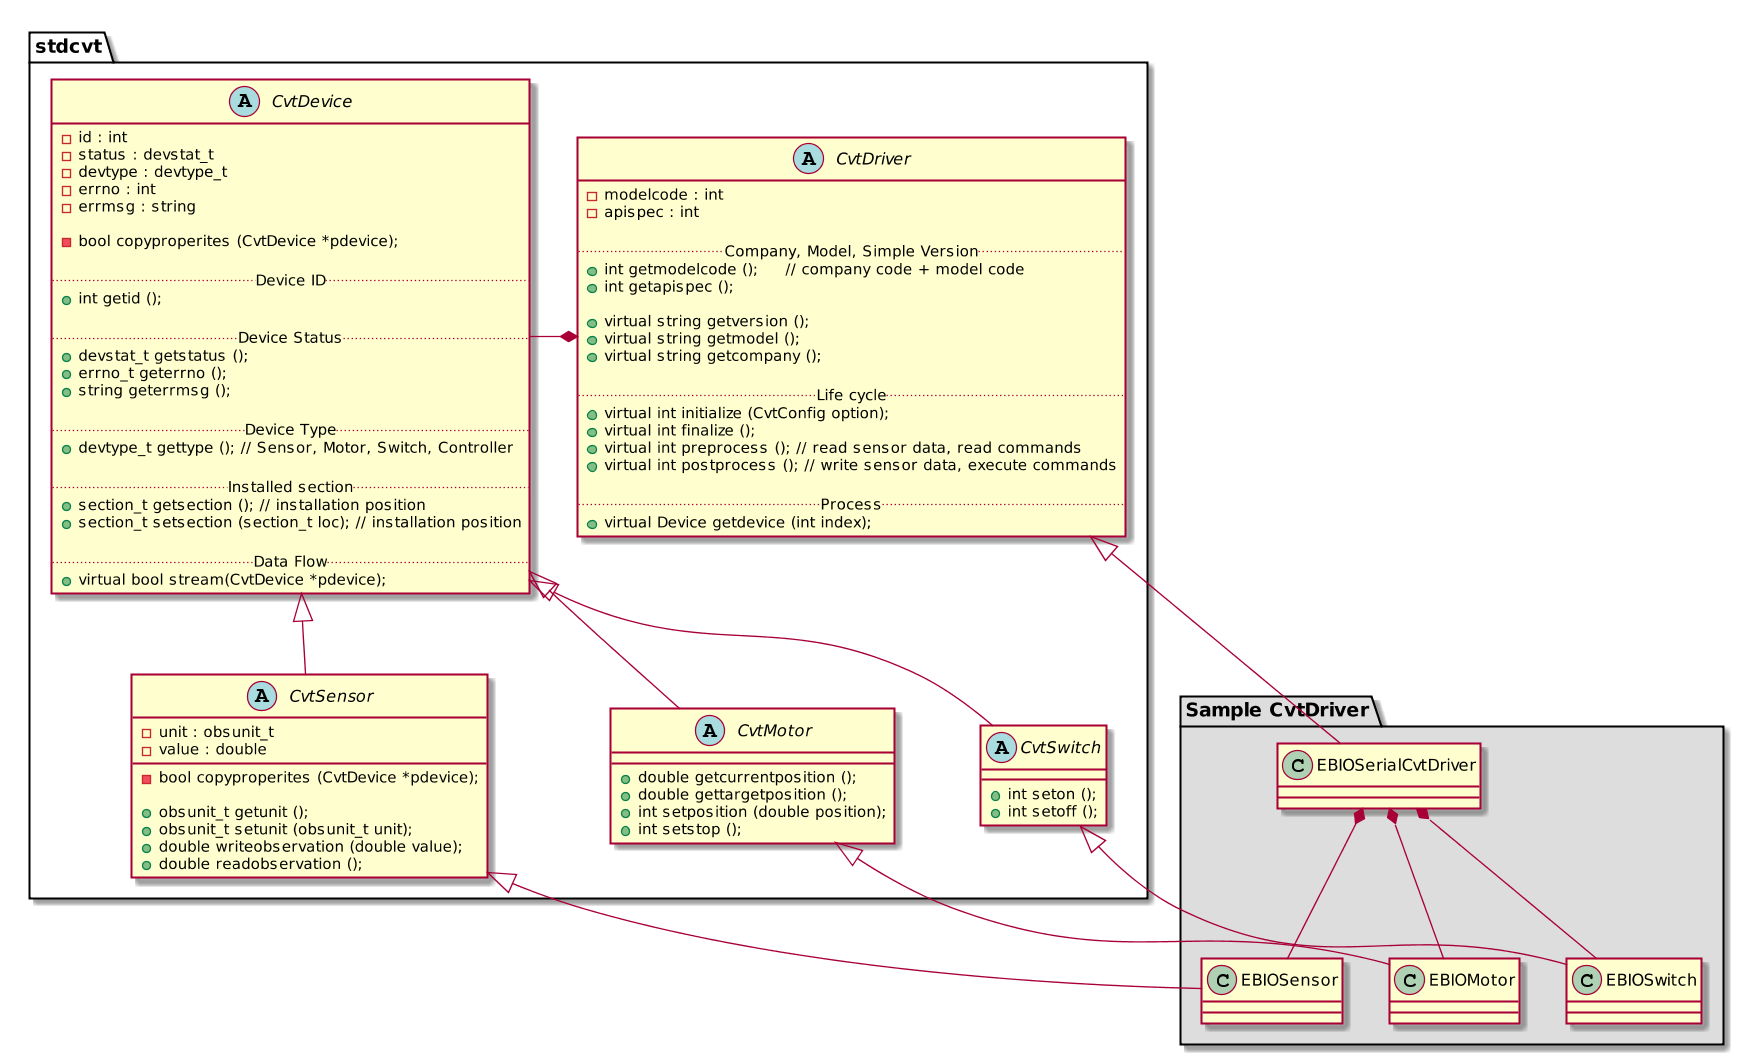 stdcvt
A CvtDevice
id : int
status : devstat_t
devtype : devtype_t
errno : int
errmsg : string
bool copyproperites (CvtDevice *pdevice);
Device ID
int getid ();
Device Status
devstat_t getstatus ();
errno_t geterrno ();
string geterrmsg ();
Device Type
devtype_t gettype (); // Sensor, Motor, Switch, Controller
Installed section
section_t getsection (); // installation position
section_t setsection (section_t loc); // installation position
Data Flow
virtual bool stream(CvtDevice *pdevice);
A CvtDriver
modelcode : int
apispec : int
Company, Model, Simple Version
int getmodelcode ();      // company code + model code
int getapispec ();
virtual string getversion ();
virtual string getmodel ();
virtual string getcompany ();
Life cycle
virtual int initialize (CvtConfig option);
virtual int finalize ();
virtual int preprocess (); // read sensor data, read commands
virtual int postprocess (); // write sensor data, execute commands
Process
virtual Device getdevice (int index);
A CvtSensor
unit : obsunit_t
value : double
bool copyproperites (CvtDevice *pdevice);
obsunit_t getunit ();
obsunit_t setunit (obsunit_t unit);
double writeobservation (double value);
double readobservation ();
A CvtMotor
double getcurrentposition ();
double gettargetposition ();
int setposition (double position);
int setstop ();
A CvtSwitch
int seton ();
int setoff ();
Sample CvtDriver
C EBIOSerialCvtDriver
C EBIOSensor
C EBIOMotor
C EBIOSwitch